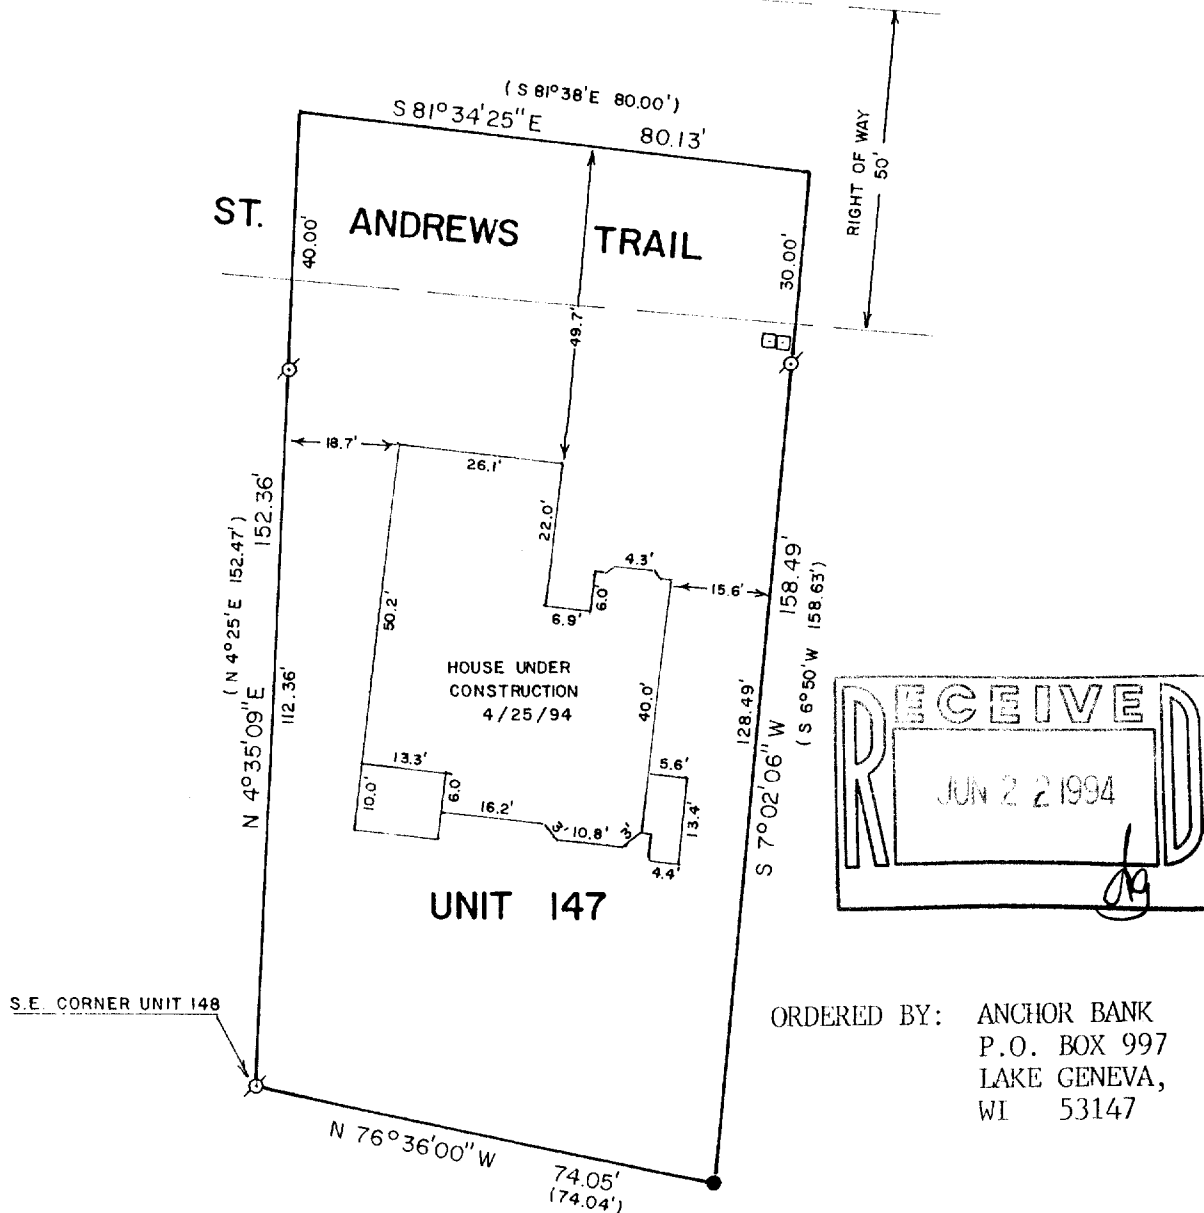 ( S 81°38'E 80.00')
S 81°34'25" E 80.13'
RIGHT OF WAY
50'
ST. ANDREWS TRAIL
40.00'
30.00'
49.7'
18.7'
26.1'
22.0'
4.3'
6.0'
6.9'
15.6'
152.36'
( N 4°25'E 152.47')
N 4°35'09" E
112.36'
158.49'
( S 6°50'W 158.63')
S 7°02'06" W
128.49'
50.2'
HOUSE UNDER
CONSTRUCTION
4/25/94
40.0'
13.3'
10.0'
6.0'
16.2'
3'
10.8'
3'
5.6'
13.4'
4.4'
UNIT 147
RECEIVED
JUN 2 2 1994
S.E. CORNER UNIT 148
ORDERED BY: ANCHOR BANK
P.O. BOX 997
LAKE GENEVA,
WI 53147
N 76°36'00" W
74.05'
(74.04')